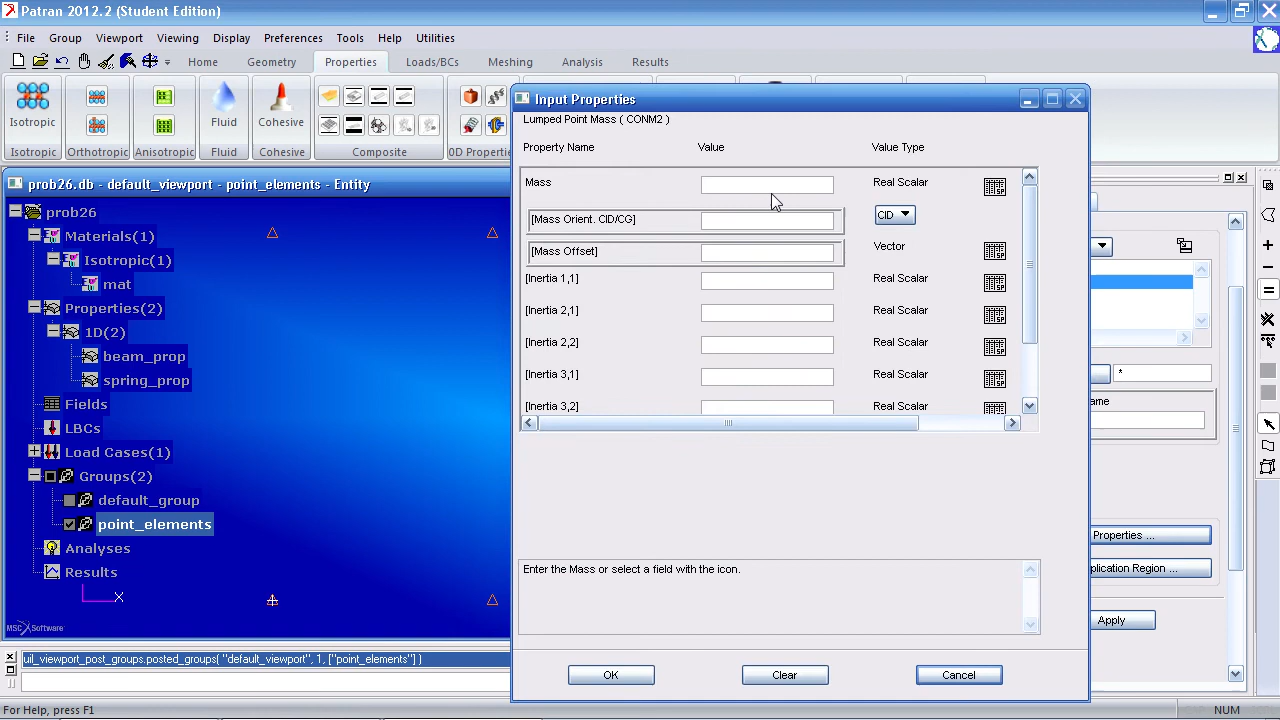 Patran 2012.2 (Student Edition)
File Group Viewport Viewing Display Preferences Tools Help Utilities
Home Geometry Properties Loads/BCs Meshing Analysis Results
Isotropic Fluid Cohesive
Isotropic Orthotropic Anisotropic Fluid Cohesive Composite 0D Properti
prob26.db - default_viewport - point_elements - Entity
prob26
Materials(1)
Isotropic(1)
mat
Properties(2)
1D(2)
beam_prop
spring_prop
Fields
LBCs
Load Cases(1)
Groups(2)
default_group
point_elements
Analyses
Results
X
MSC Software
Input Properties
Lumped Point Mass ( CONM2 )
Property Name Value Value Type
Mass Real Scalar
[Mass Orient. CID/CG] CID
[Mass Offset] Vector
[Inertia 1,1] Real Scalar
[Inertia 2,1] Real Scalar
[Inertia 2,2] Real Scalar
[Inertia 3,1] Real Scalar
[Inertia 3,2] Real Scalar
Enter the Mass or select a field with the icon.
OK Clear Cancel
*
ame
Properties ...
plication Region ...
Apply
uil_viewport_post_groups.posted_groups( "default_viewport", 1, ["point_elements"] )
For Help, press F1 NUM